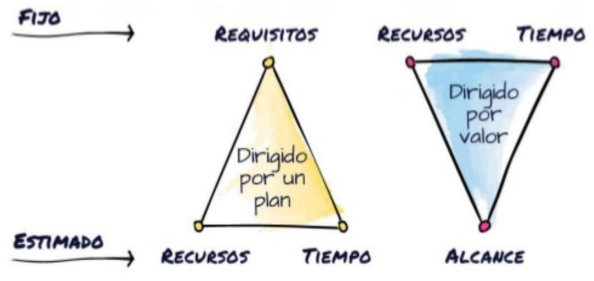 FIJO
REQUISITOS
RECURSOS
TIEMPO
Dirigido
por un
plan
Dirigido
por
valor
ESTIMADO
RECURSOS
TIEMPO
ALCANCE